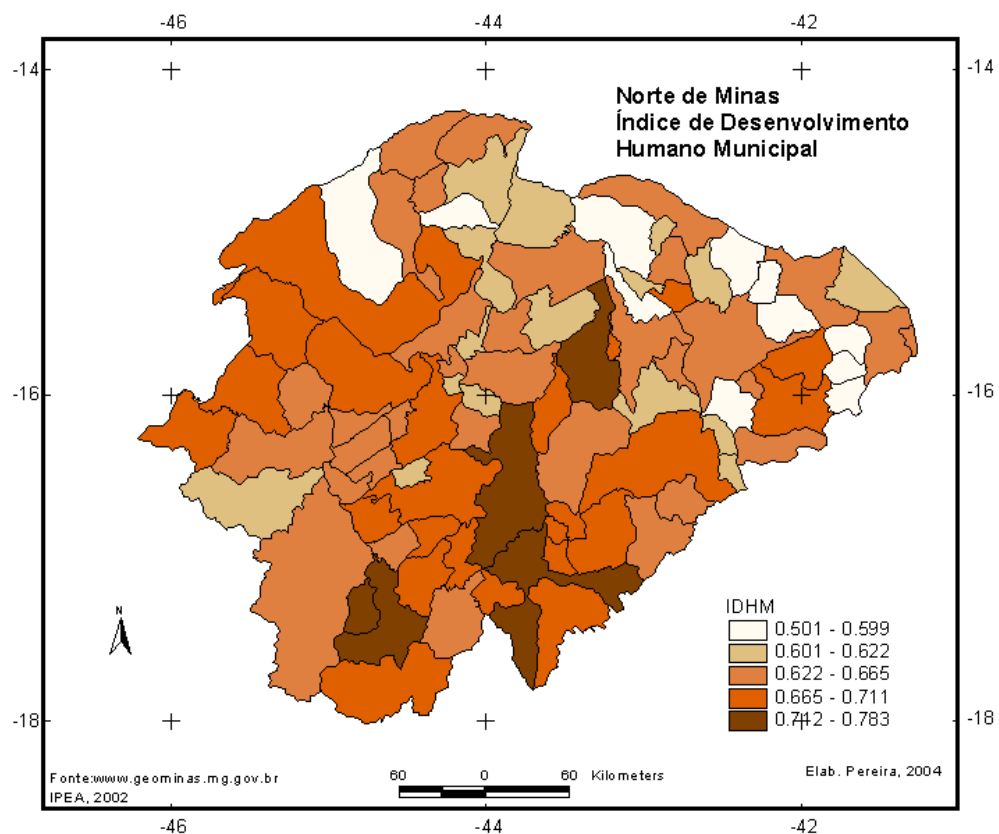 -46 -44 -42
-14 -14
Norte de Minas
Índice de Desenvolvimento
Humano Municipal
-16 -16
N
IDHM
0.501 - 0.599
0.601 - 0.622
0.622 - 0.665
0.665 - 0.711
0.742 - 0.783
-18 -18
Fonte:www.geominas.mg.gov.br
IPEA, 2002
60 0 60 Kilometers
Elab. Pereira, 2004
-46 -44 -42